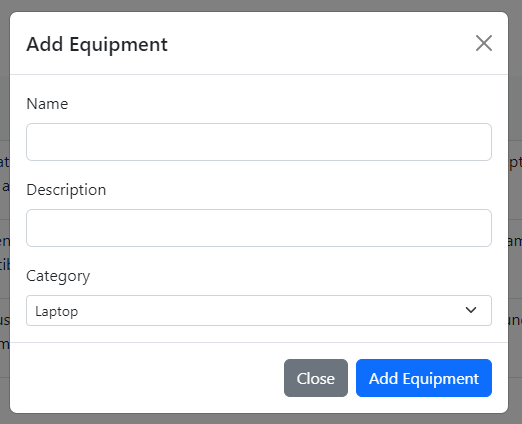 Add Equipment
Name
Description
Category
Laptop
Close
Add Equipment